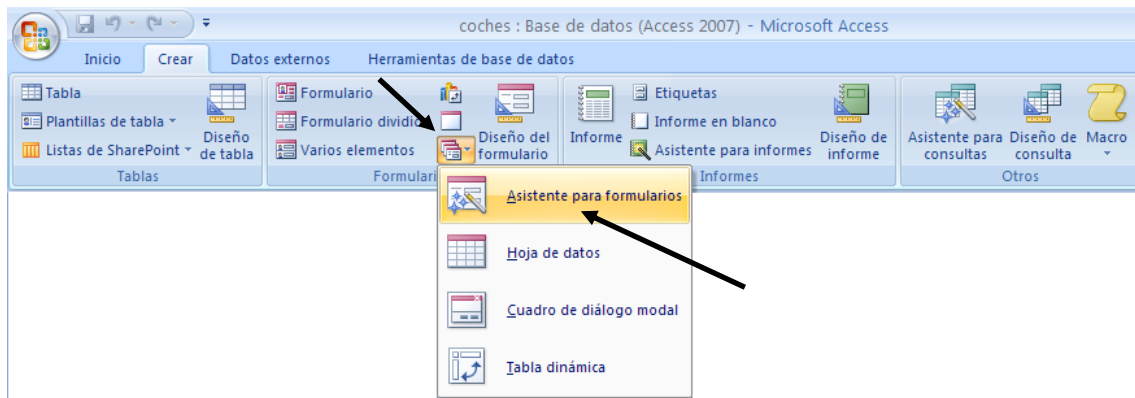 coches : Base de datos (Access 2007) - Microsoft Access
Inicio Crear Datos externos Herramientas de base de datos
Tabla
Plantillas de tabla
Listas de SharePoint
Diseño
de tabla
Tablas
Formulario
Formulario dividido
Varios elementos
Diseño del
formulario
Formulari
Informe
Etiquetas
Informe en blanco
Asistente para informes
Diseño de
informe
Informes
Asistente para
consultas
Diseño de
consulta
Macro
Otros
Asistente para formularios
Hoja de datos
Cuadro de diálogo modal
Tabla dinámica